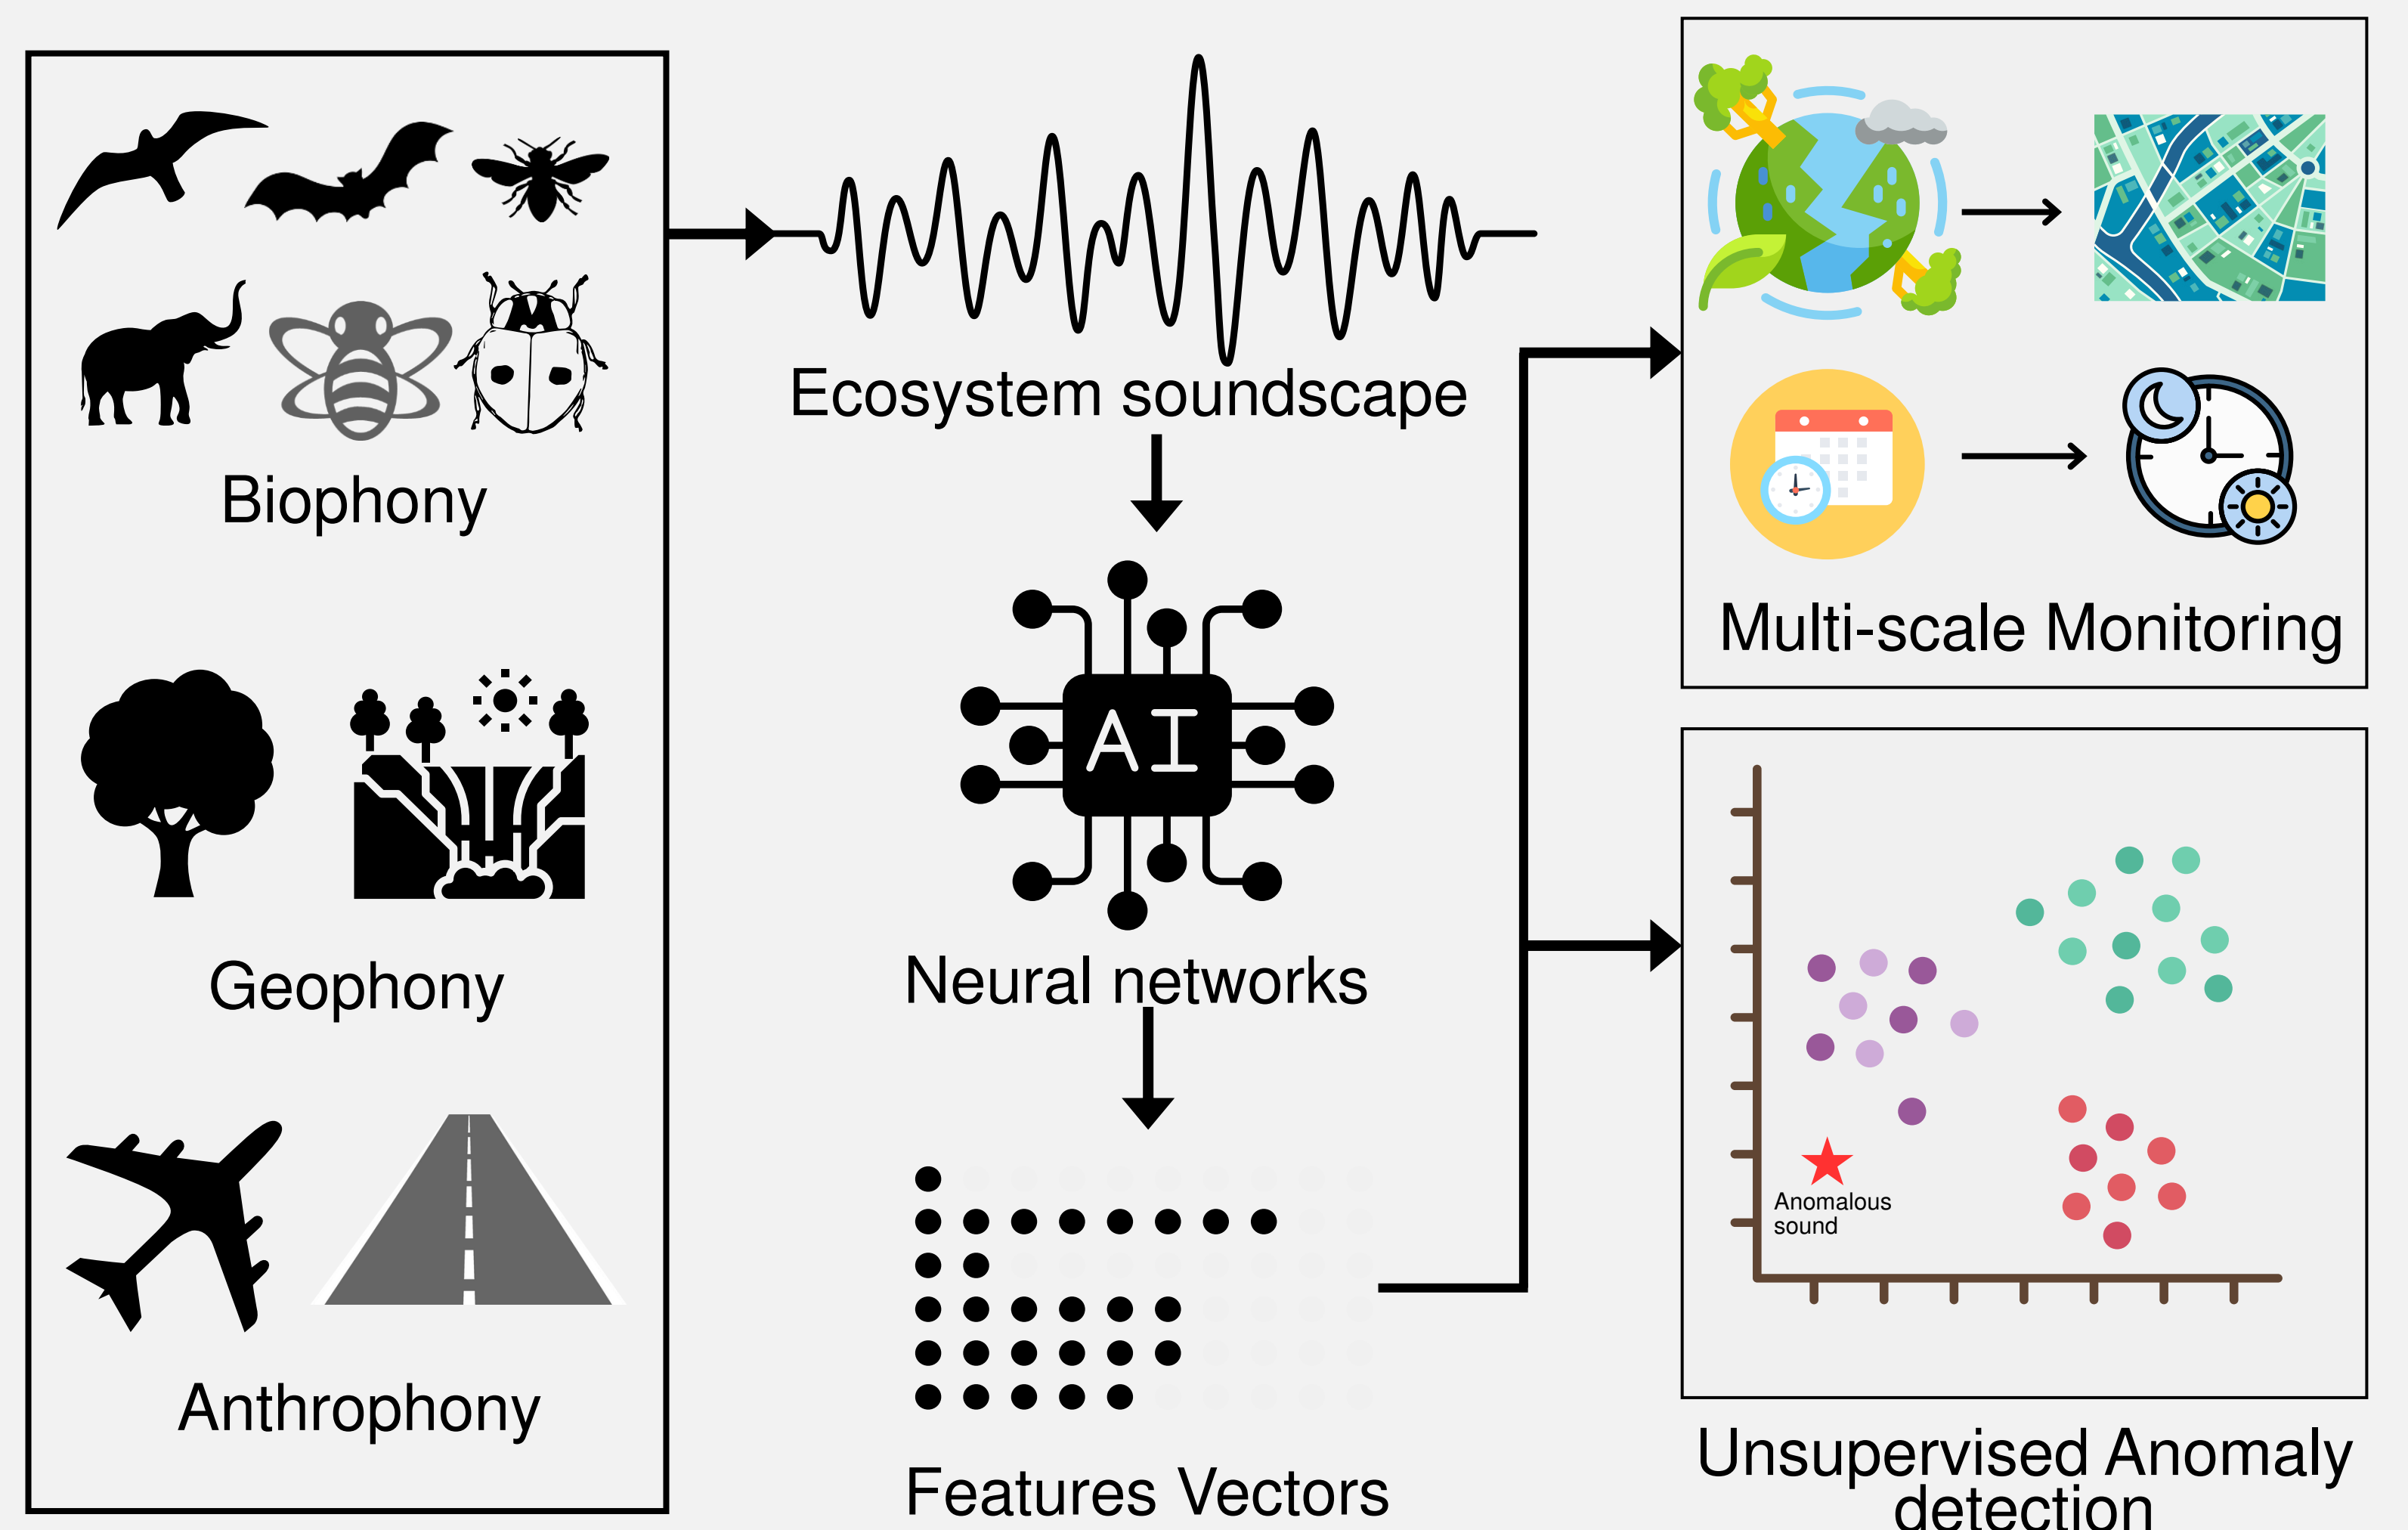 Biophony
Geophony
Anthrophony
Ecosystem soundscape
AI
Neural networks
Features Vectors
Multi-scale Monitoring
Anomalous
sound
Unsupervised Anomaly
detection